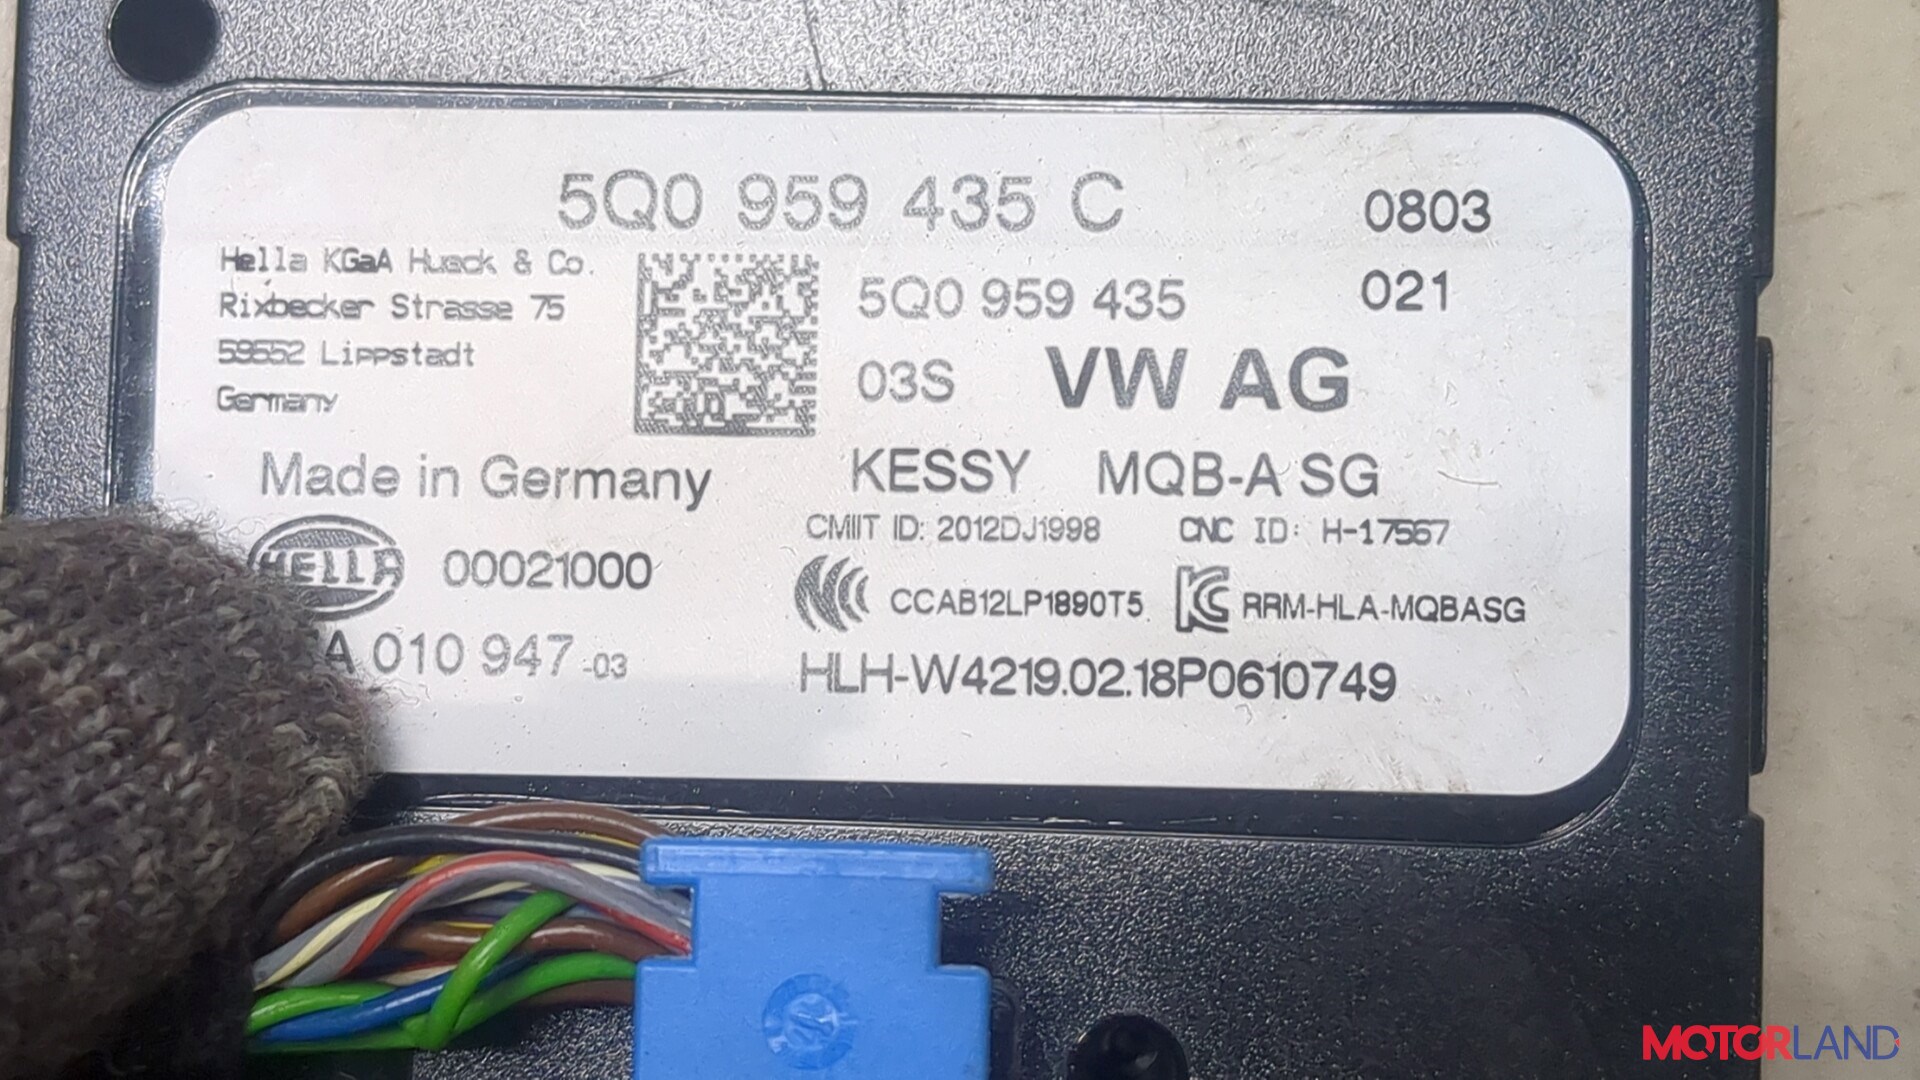 5Q0 959 435 C 0803
Hella KGaA Hueck & Co.
Rixbecker Strasse 75
59552 Lippstadt
Germany
5Q0 959 435 021
03S VW AG
Made in Germany
KESSY MQB-A SG
CMIIT ID: 2012DJ1998 CNC ID: H-17567
HELLA 00021000
CCAB12LP1890T5 RRM-HLA-MQBASG
A 010 947 -03
HLH-W4219.02.18P0610749
MOTORLAND